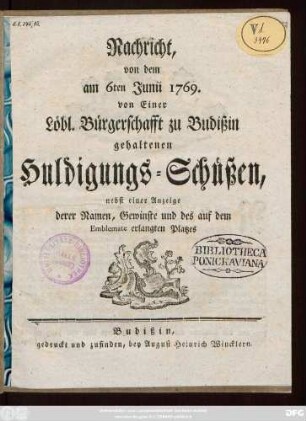 Nachricht,
von dem
am 6ten Junii 1769.
von Einer
Löbl. Bürgerschafft zu Budißin
gehaltenen
Huldigungs-Schüßen,
nebst einer Anzeige
derer Namen, Gewinste und des auf dem
Emblemate erlangten Platzes
BIBLIOTHECA
PONICKAVIANA
Budißin,
gedruckt und zufinden, bey August Heinrich Wincklern.